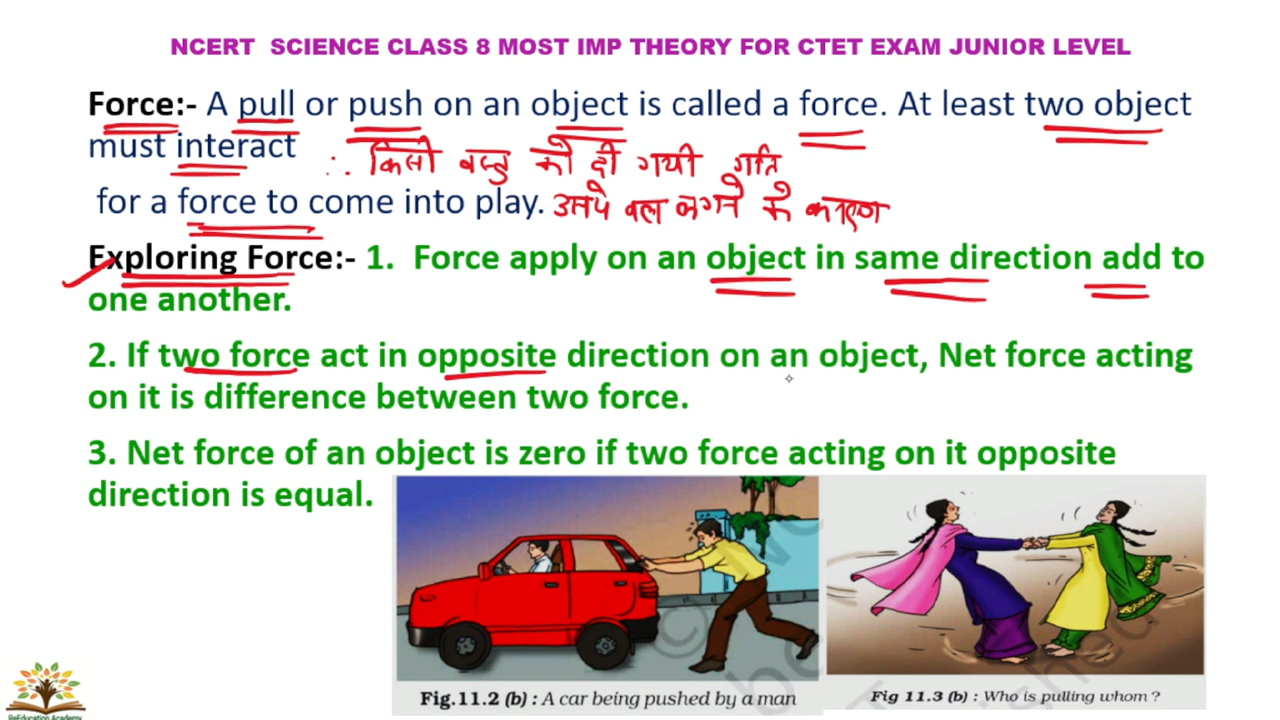 NCERT SCIENCE CLASS 8 MOST IMP THEORY FOR CTET EXAM JUNIOR LEVEL
Force:- A pull or push on an object is called a force. At least two object
must interact
∴ किसी वस्तु को दी गयी गति
for a force to come into play. उसपे बल लगने के कारण
Exploring Force:- 1. Force apply on an object in same direction add to
one another.
2. If two force act in opposite direction on an object, Net force acting
on it is difference between two force.
3. Net force of an object is zero if two force acting on it opposite
direction is equal.
Fig.11.2 (b) : A car being pushed by a man
Fig 11.3 (b) : Who is pulling whom ?
ReEducation Academy